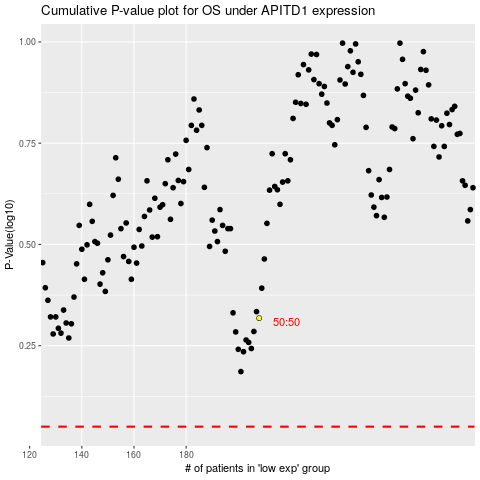 Cumulative P-value plot for OS under APITD1 expression
1.00
0.75
0.50
0.25
P-Value(log10)
50:50
120 140 160 180
# of patients in 'low exp' group